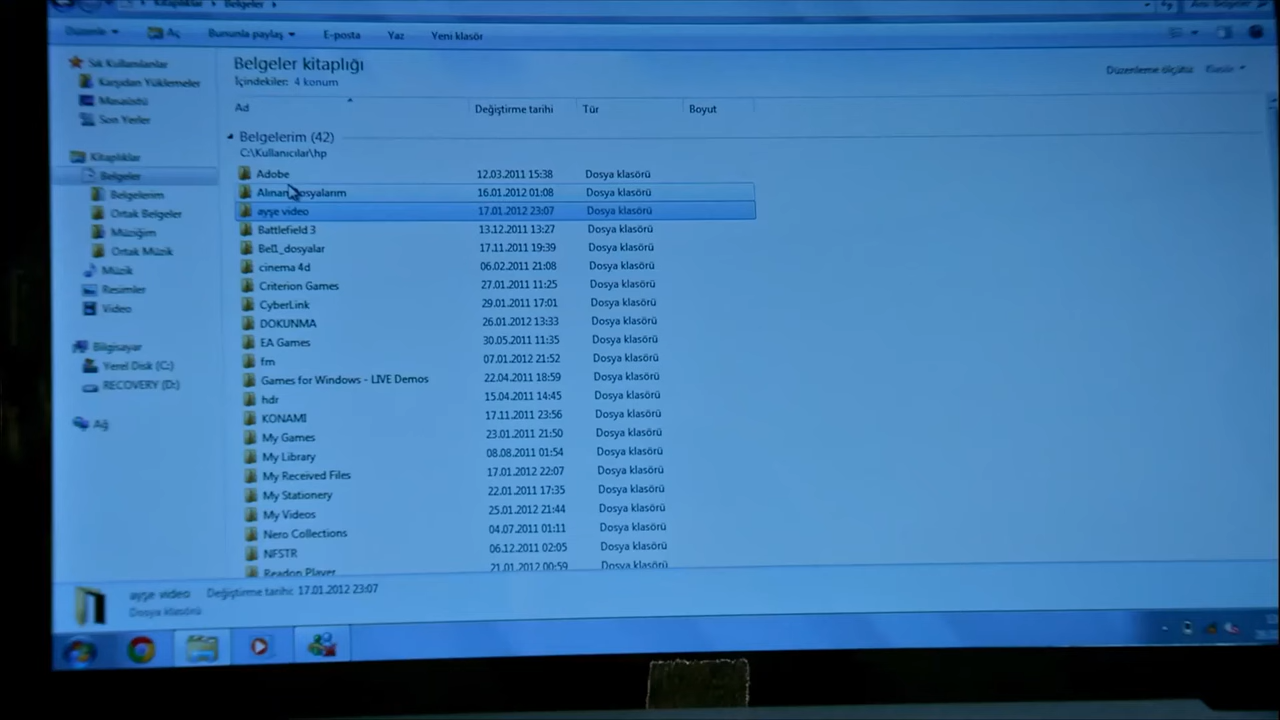 Kitaplıklar Belgeler
Düzenle Aç Bununla paylaş E-posta Yaz Yeni klasör
Sık Kullanılanlar
Karşıdan Yüklemeler
Masaüstü
Son Yerler
Kitaplıklar
Belgeler
Belgelerim
Ortak Belgeler
Müziğim
Ortak Müzik
Müzik
Resimler
Video
Bilgisayar
Yerel Disk (C:)
RECOVERY (D:)
Ağ
Belgeler kitaplığı
İçindekiler: 4 konum
Düzenleme ölçütü: Klasör
Ad Değiştirme tarihi Tür Boyut
Belgelerim (42)
C:\Kullanıcılar\hp
Adobe 12.03.2011 15:38 Dosya klasörü
Alınan dosyalarım 16.01.2012 01:08 Dosya klasörü
ayşe video 17.01.2012 23:07 Dosya klasörü
Battlefield 3 13.12.2011 13:27 Dosya klasörü
Bel1_dosyalar 17.11.2011 19:39 Dosya klasörü
cinema 4d 06.02.2011 21:08 Dosya klasörü
Criterion Games 27.01.2011 11:25 Dosya klasörü
CyberLink 29.01.2011 17:01 Dosya klasörü
DOKUNMA 26.01.2012 13:33 Dosya klasörü
EA Games 30.05.2011 11:35 Dosya klasörü
fm 07.01.2012 21:52 Dosya klasörü
Games for Windows - LIVE Demos 22.04.2011 18:59 Dosya klasörü
hdr 15.04.2011 14:45 Dosya klasörü
KONAMI 17.11.2011 23:56 Dosya klasörü
My Games 23.01.2011 21:50 Dosya klasörü
My Library 08.08.2011 01:54 Dosya klasörü
My Received Files 17.01.2012 22:07 Dosya klasörü
My Stationery 22.01.2011 17:35 Dosya klasörü
My Videos 25.01.2012 21:44 Dosya klasörü
Nero Collections 04.07.2011 01:11 Dosya klasörü
NFSTR 06.12.2011 02:05 Dosya klasörü
Readon Player 21.01.2012 00:59 Dosya klasörü
ayşe video Değiştirme tarihi: 17.01.2012 23:07
Dosya klasörü